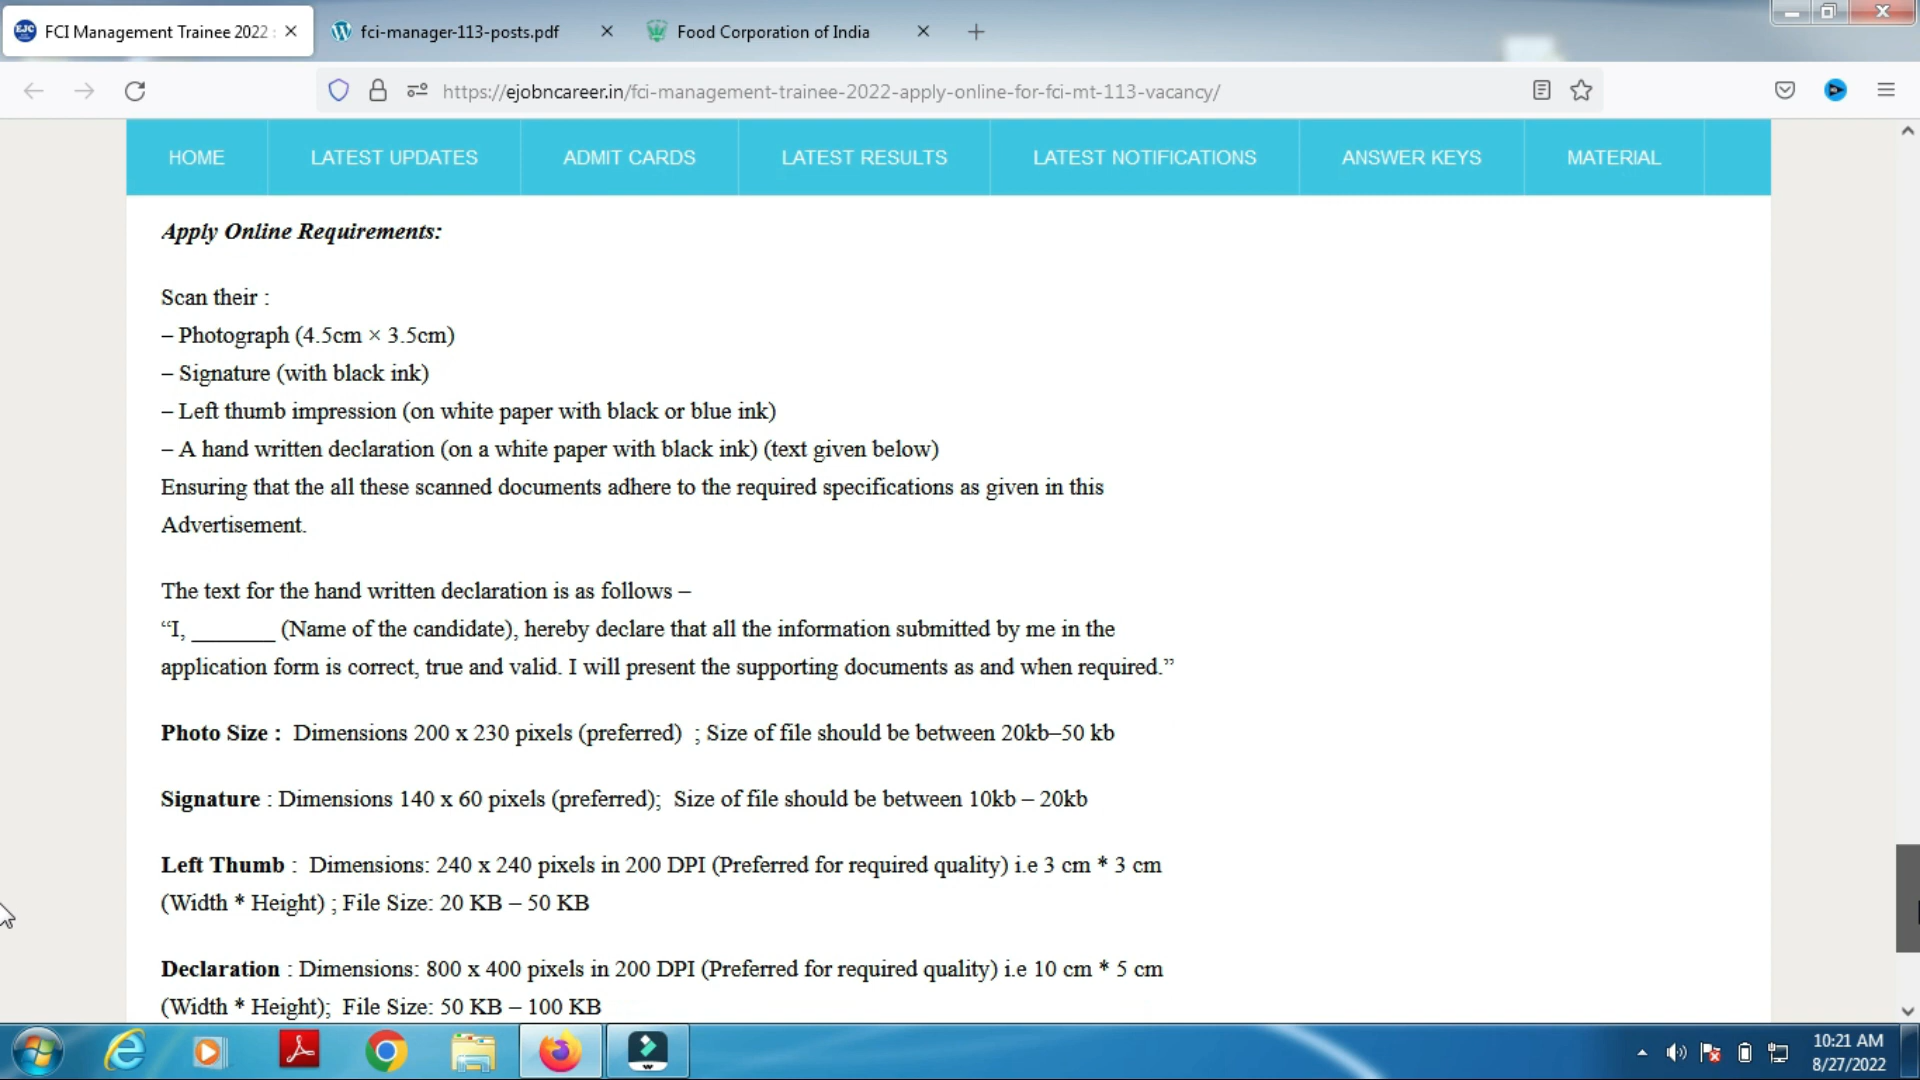 FCI Management Trainee 2022 :
fci-manager-113-posts.pdf
Food Corporation of India
https://ejobncareer.in/fci-management-trainee-2022-apply-online-for-fci-mt-113-vacancy/
HOME
LATEST UPDATES
ADMIT CARDS
LATEST RESULTS
LATEST NOTIFICATIONS
ANSWER KEYS
MATERIAL
Apply Online Requirements:
Scan their :
– Photograph (4.5cm × 3.5cm)
– Signature (with black ink)
– Left thumb impression (on white paper with black or blue ink)
– A hand written declaration (on a white paper with black ink) (text given below)
Ensuring that the all these scanned documents adhere to the required specifications as given in this
Advertisement.
The text for the hand written declaration is as follows –
“I, _______ (Name of the candidate), hereby declare that all the information submitted by me in the
application form is correct, true and valid. I will present the supporting documents as and when required.”
Photo Size : Dimensions 200 x 230 pixels (preferred) ; Size of file should be between 20kb–50 kb
Signature : Dimensions 140 x 60 pixels (preferred); Size of file should be between 10kb – 20kb
Left Thumb : Dimensions: 240 x 240 pixels in 200 DPI (Preferred for required quality) i.e 3 cm * 3 cm
(Width * Height) ; File Size: 20 KB – 50 KB
Declaration : Dimensions: 800 x 400 pixels in 200 DPI (Preferred for required quality) i.e 10 cm * 5 cm
(Width * Height); File Size: 50 KB – 100 KB
10:21 AM
8/27/2022